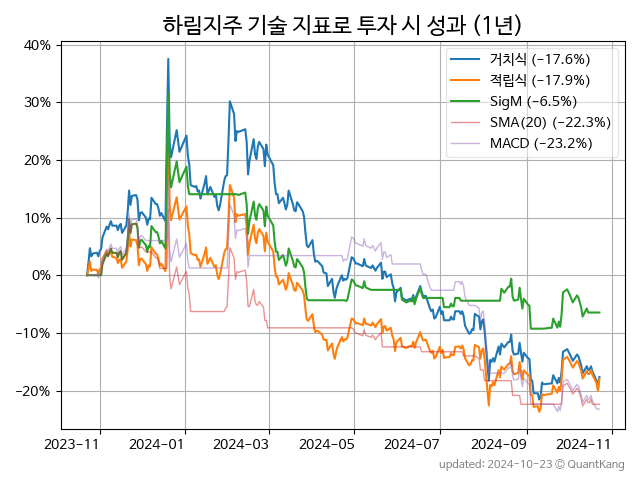 하림지주 기술 지표로 투자 시 성과 (1년)
40%
30%
20%
10%
0%
−10%
−20%
거치식 (−17.6%)
적립식 (−17.9%)
SigM (−6.5%)
SMA(20) (−22.3%)
MACD (−23.2%)
2023-11
2024-01
2024-03
2024-05
2024-07
2024-09
2024-11
updated: 2024-10-23 © QuantKang